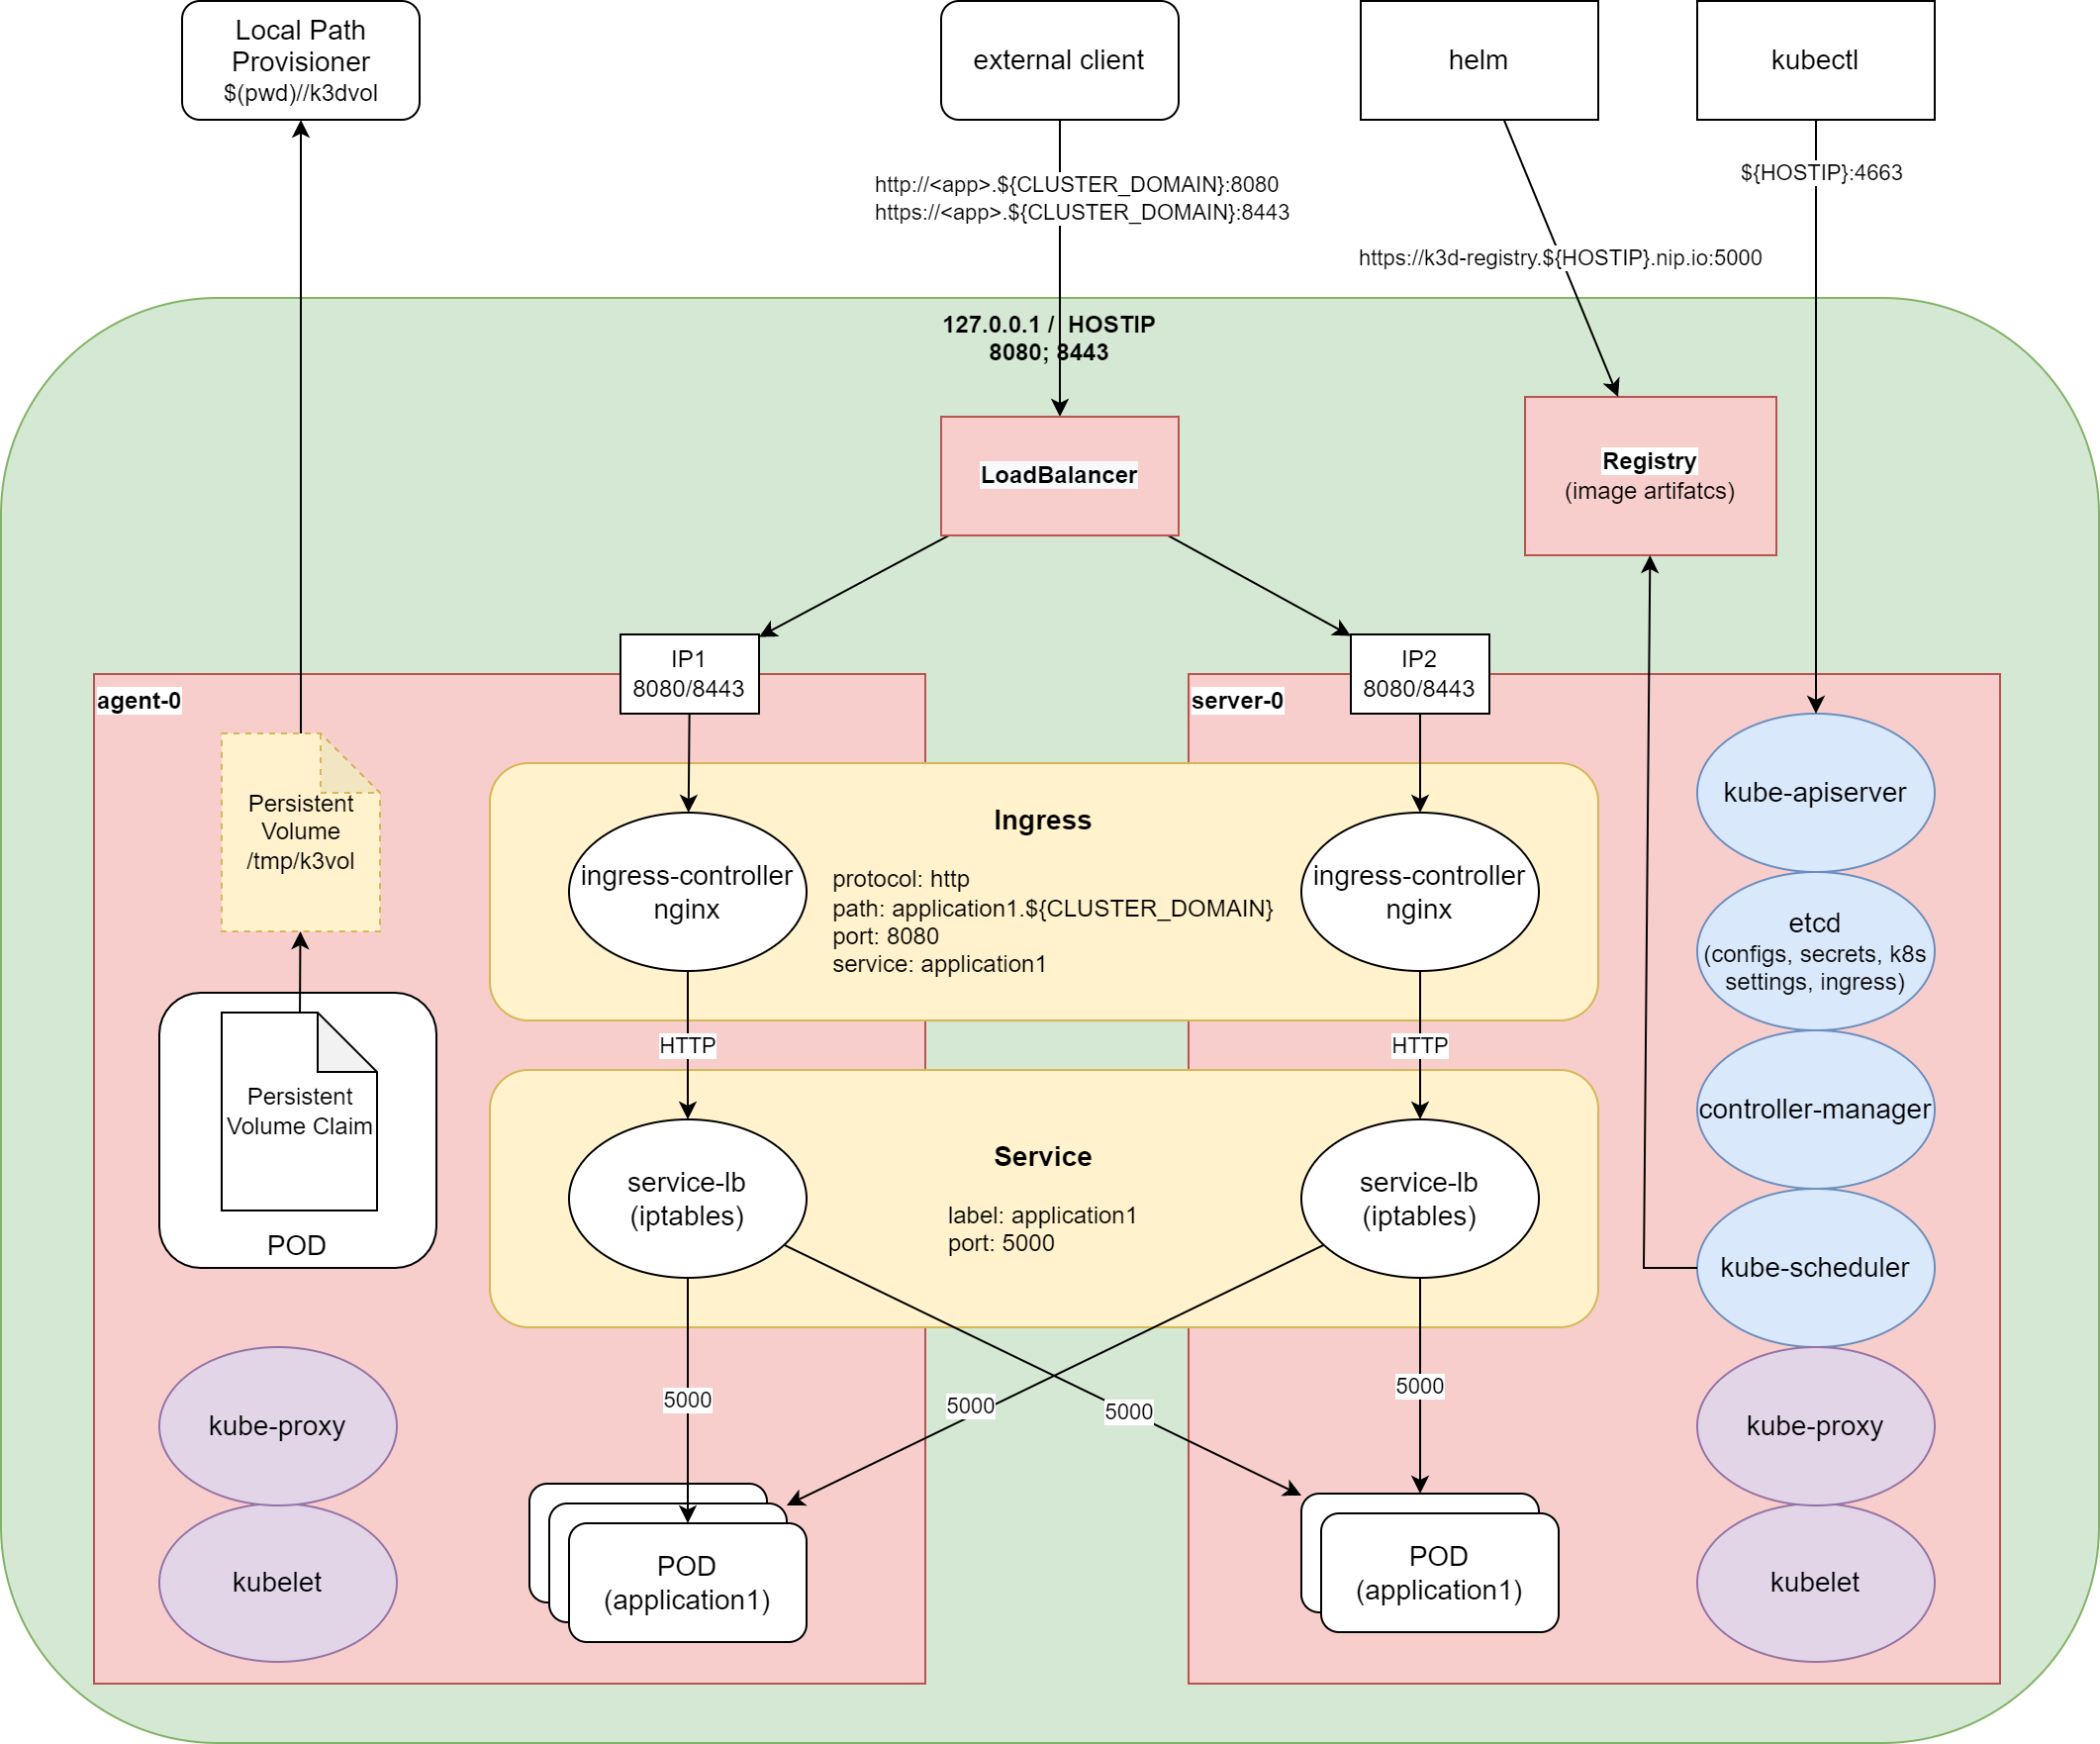 Local Path
Provisioner
$(pwd)//k3dvol
external client
helm
kubectl
http://<app>.${CLUSTER_DOMAIN}:8080
https://<app>.${CLUSTER_DOMAIN}:8443
${HOSTIP}:4663
https://k3d-registry.${HOSTIP}.nip.io:5000
127.0.0.1 /  HOSTIP
8080; 8443
LoadBalancer
Registry
(image artifatcs)
IP1
8080/8443
IP2
8080/8443
agent-0
server-0
Persistent
Volume
/tmp/k3vol
Ingress
ingress-controller
nginx
protocol: http
path: application1.${CLUSTER_DOMAIN}
port: 8080
service: application1
ingress-controller
nginx
kube-apiserver
etcd
(configs, secrets, k8s
settings, ingress)
HTTP
HTTP
Persistent
Volume Claim
POD
controller-manager
Service
service-lb
(iptables)
label: application1
port: 5000
service-lb
(iptables)
kube-scheduler
5000
5000
5000
5000
kube-proxy
kube-proxy
kubelet
POD
(application1)
POD
(application1)
kubelet